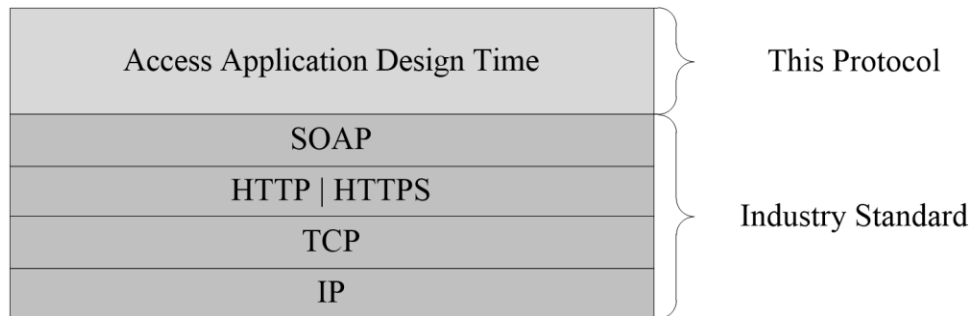 Access Application Design Time
This Protocol
SOAP
HTTP | HTTPS
Industry Standard
TCP
IP